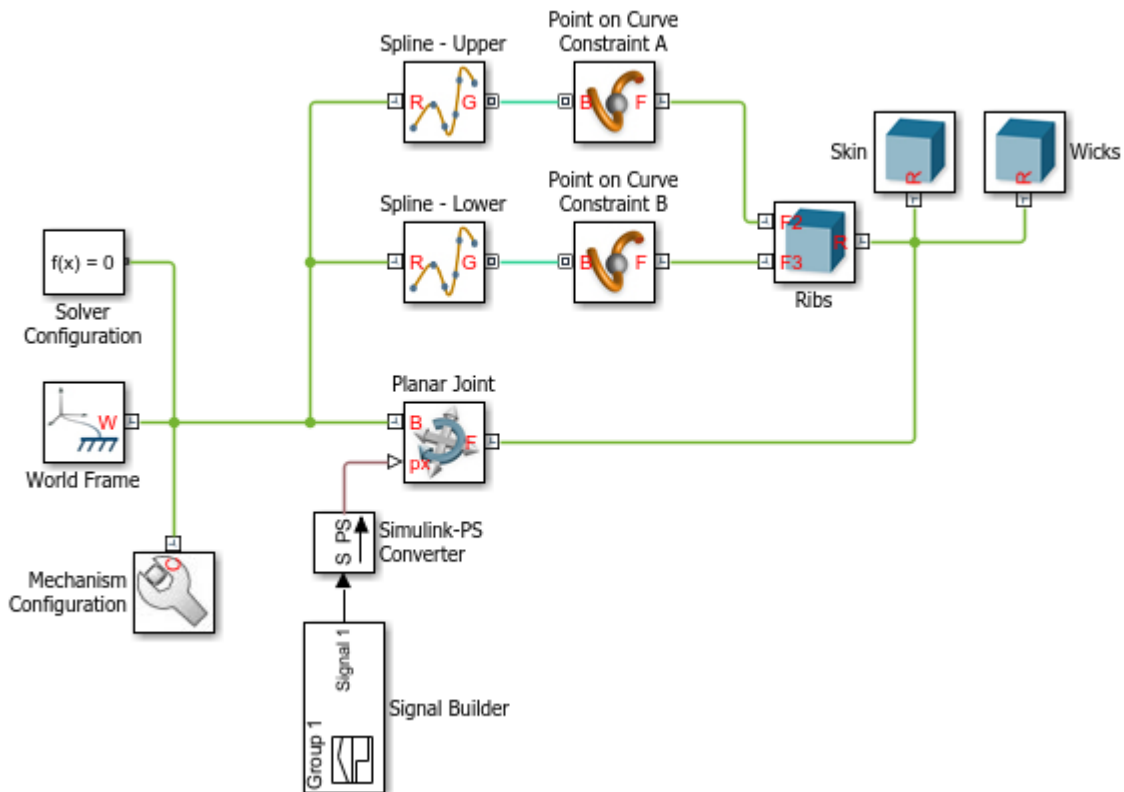 Spline - Upper
R
G
Point on Curve
Constraint A
B
F
Skin
R
Wicks
R
Spline - Lower
R
G
Point on Curve
Constraint B
B
F
F2
F3
R
Ribs
f(x) = 0
Solver
Configuration
W
World Frame
Planar Joint
B
px
F
S PS
Simulink-PS
Converter
C
Mechanism
Configuration
Signal 1
Group 1
Signal Builder